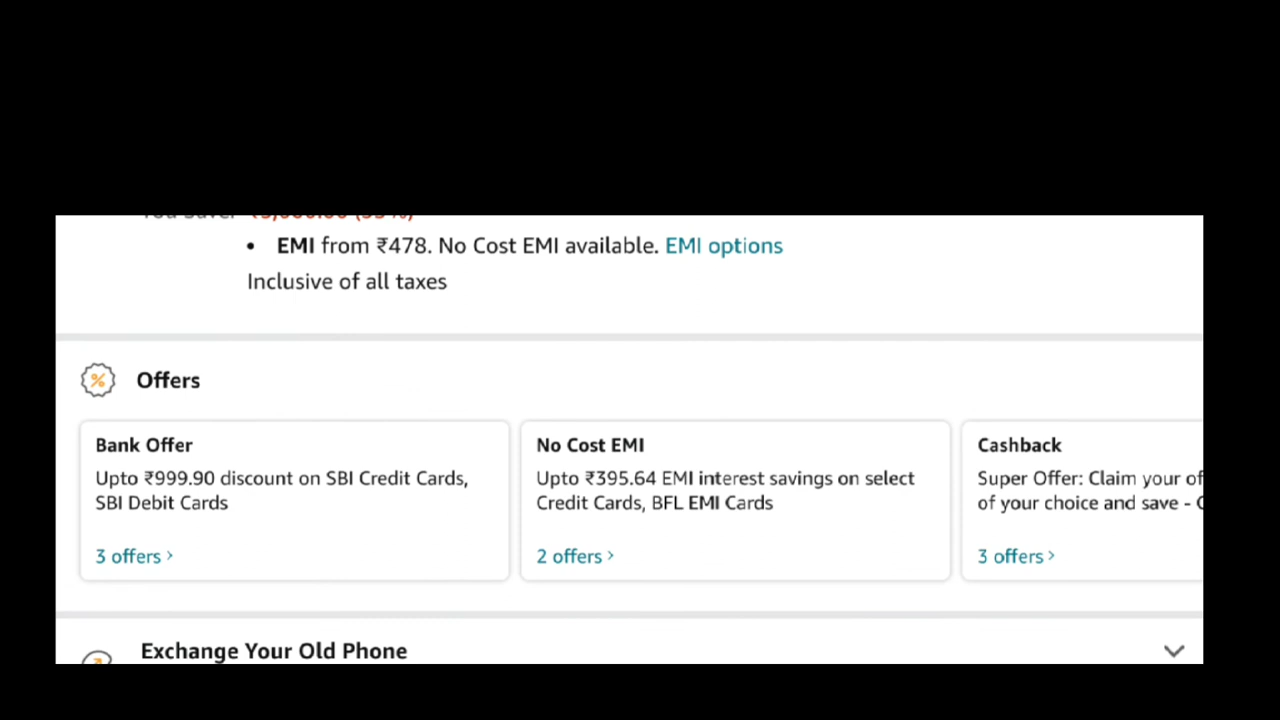 EMI from ₹478. No Cost EMI available. EMI options
Inclusive of all taxes
Offers
Bank Offer
Upto ₹999.90 discount on SBI Credit Cards,
SBI Debit Cards
3 offers ›
No Cost EMI
Upto ₹395.64 EMI interest savings on select
Credit Cards, BFL EMI Cards
2 offers ›
Cashback
Super Offer: Claim your of
of your choice and save -
3 offers ›
Exchange Your Old Phone